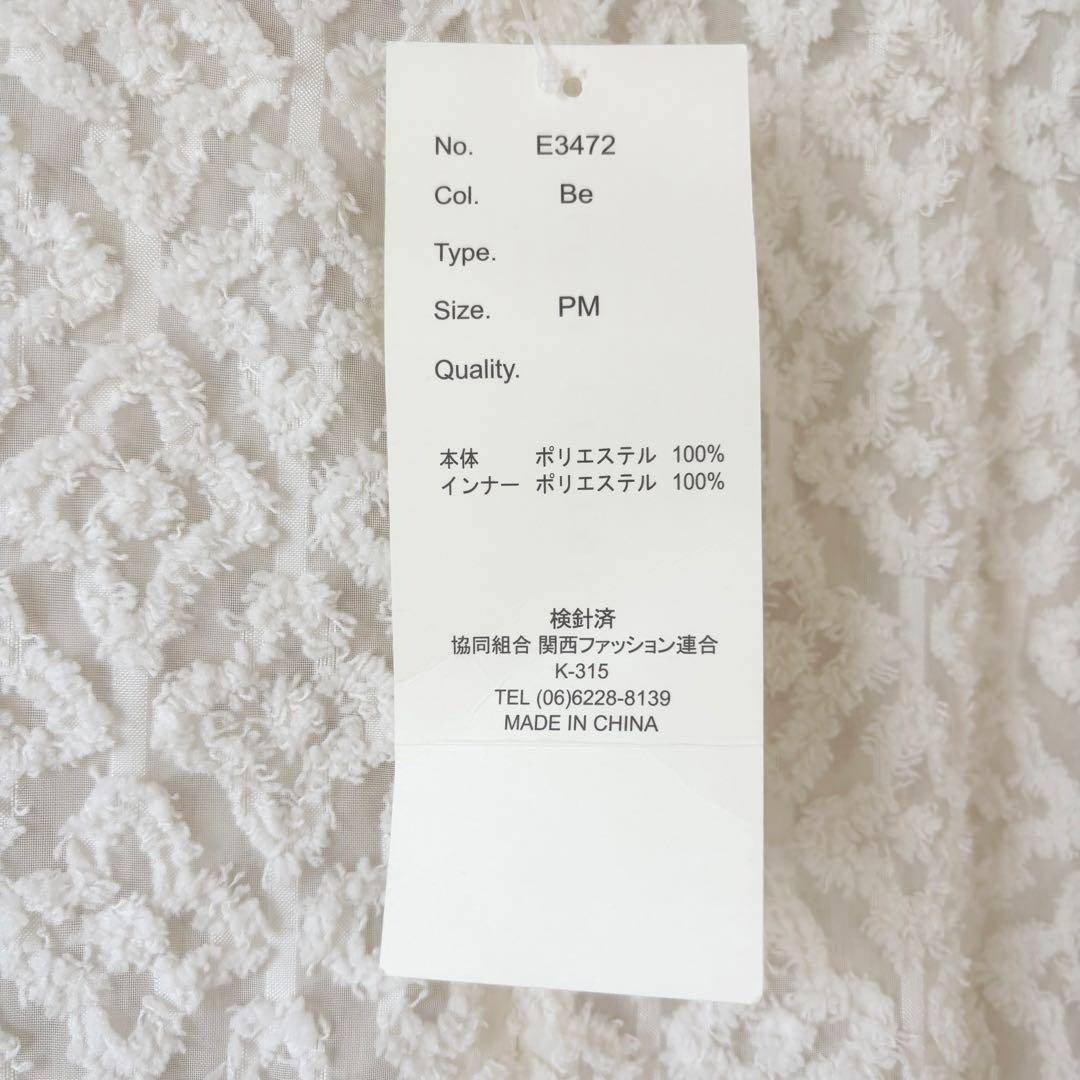 No. E3472
Col. Be
Type.
Size. PM
Quality.
本体 ポリエステル 100%
インナー ポリエステル 100%
検針済
協同組合 関西ファッション連合
K-315
TEL (06)6228-8139
MADE IN CHINA